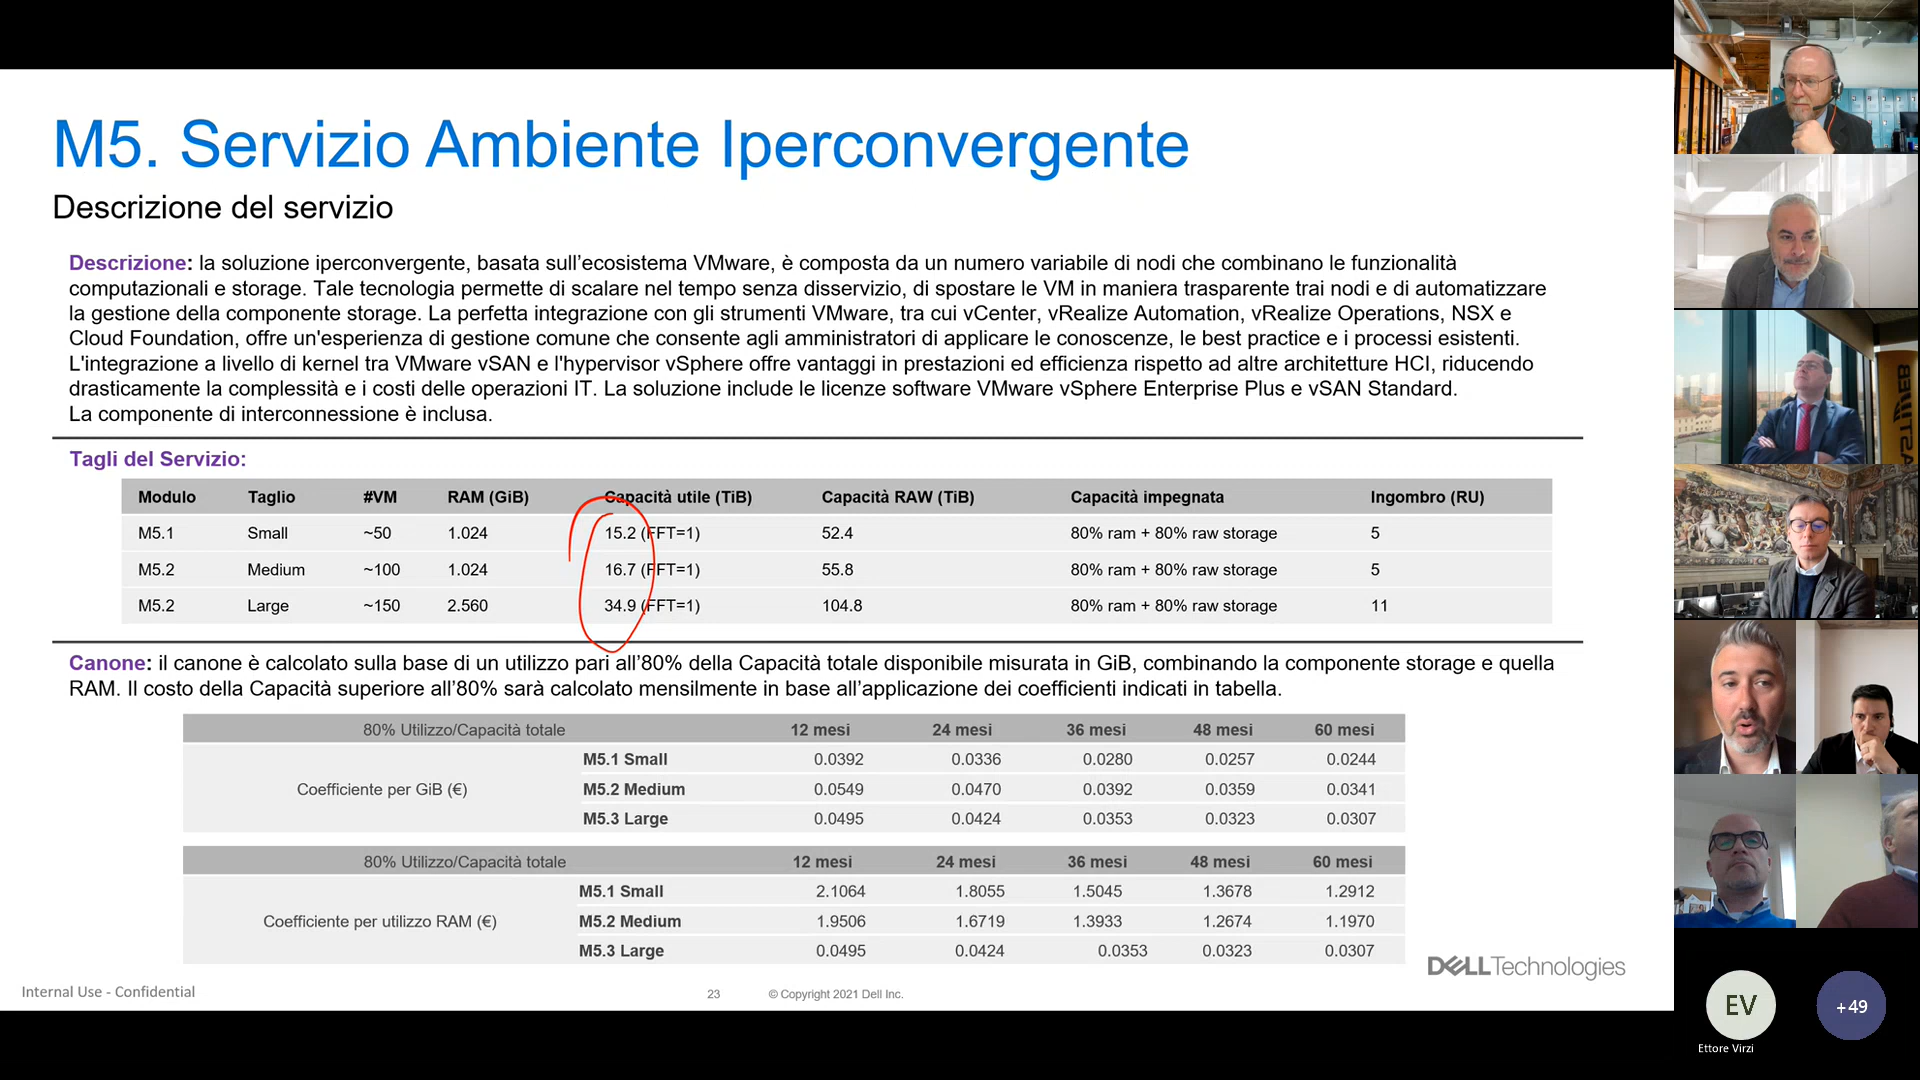 M5. Servizio Ambiente Iperconvergente
Descrizione del servizio
Descrizione: la soluzione iperconvergente, basata sull’ecosistema VMware, è composta da un numero variabile di nodi che combinano le funzionalità
computazionali e storage. Tale tecnologia permette di scalare nel tempo senza disservizio, di spostare le VM in maniera trasparente trai nodi e di automatizzare
la gestione della componente storage. La perfetta integrazione con gli strumenti VMware, tra cui vCenter, vRealize Automation, vRealize Operations, NSX e
Cloud Foundation, offre un'esperienza di gestione comune che consente agli amministratori di applicare le conoscenze, le best practice e i processi esistenti.
L'integrazione a livello di kernel tra VMware vSAN e l'hypervisor vSphere offre vantaggi in prestazioni ed efficienza rispetto ad altre architetture HCI, riducendo
drasticamente la complessità e i costi delle operazioni IT. La soluzione include le licenze software VMware vSphere Enterprise Plus e vSAN Standard.
La componente di interconnessione è inclusa.
Tagli del Servizio:
Modulo Taglio #VM RAM (GiB) Capacità utile (TiB) Capacità RAW (TiB) Capacità impegnata Ingombro (RU)
M5.1 Small ~50 1.024 15.2 (FFT=1) 52.4 80% ram + 80% raw storage 5
M5.2 Medium ~100 1.024 16.7 (FFT=1) 55.8 80% ram + 80% raw storage 5
M5.2 Large ~150 2.560 34.9 (FFT=1) 104.8 80% ram + 80% raw storage 11
Canone: il canone è calcolato sulla base di un utilizzo pari all’80% della Capacità totale disponibile misurata in GiB, combinando la componente storage e quella
RAM. Il costo della Capacità superiore all’80% sarà calcolato mensilmente in base all’applicazione dei coefficienti indicati in tabella.
80% Utilizzo/Capacità totale 12 mesi 24 mesi 36 mesi 48 mesi 60 mesi
Coefficiente per GiB (€)
M5.1 Small 0.0392 0.0336 0.0280 0.0257 0.0244
M5.2 Medium 0.0549 0.0470 0.0392 0.0359 0.0341
M5.3 Large 0.0495 0.0424 0.0353 0.0323 0.0307
80% Utilizzo/Capacità totale 12 mesi 24 mesi 36 mesi 48 mesi 60 mesi
Coefficiente per utilizzo RAM (€)
M5.1 Small 2.1064 1.8055 1.5045 1.3678 1.2912
M5.2 Medium 1.9506 1.6719 1.3933 1.2674 1.1970
M5.3 Large 0.0495 0.0424 0.0353 0.0323 0.0307
DELLTechnologies
Internal Use - Confidential
23
© Copyright 2021 Dell Inc.
EV
+49
Ettore Virzi